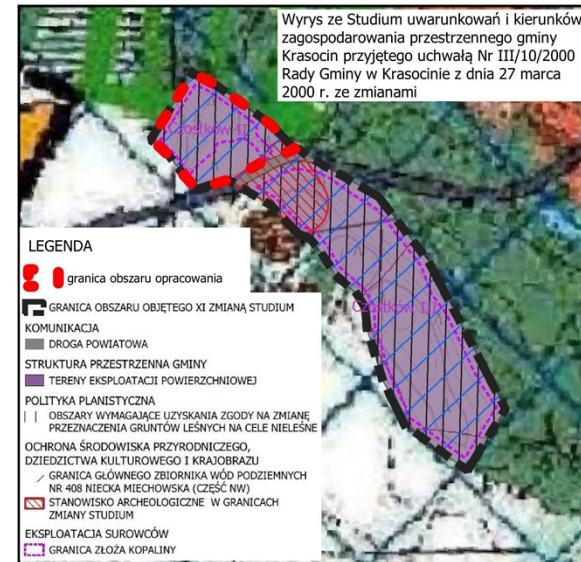 Wyrys ze Studium uwarunkowań i kierunków
zagospodarowania przestrzennego gminy
Krasocin przyjętego uchwałą Nr III/10/2000
Rady Gminy w Krasocinie z dnia 27 marca
2000 r. ze zmianami
Czostków II
Czostków III
LEGENDA
granica obszaru opracowania
GRANICA OBSZARU OBJĘTEGO XI ZMIANĄ STUDIUM
KOMUNIKACJA
DROGA POWIATOWA
STRUKTURA PRZESTRZENNA GMINY
TERENY EKSPLOATACJI POWIERZCHNIOWEJ
POLITYKA PLANISTYCZNA
OBSZARY WYMAGAJĄCE UZYSKANIA ZGODY NA ZMIANĘ
PRZEZNACZENIA GRUNTÓW LEŚNYCH NA CELE NIELEŚNE
OCHRONA ŚRODOWISKA PRZYRODNICZEGO,
DZIEDZICTWA KULTUROWEGO I KRAJOBRAZU
GRANICA GŁÓWNEGO ZBIORNIKA WÓD PODZIEMNYCH
NR 408 NIECKA MIECHOWSKA (CZĘŚĆ NW)
STANOWISKO ARCHEOLOGICZNE W GRANICACH
ZMIANY STUDIUM
EKSPLOATACJA SUROWCÓW
GRANICA ZŁOŻA KOPALINY